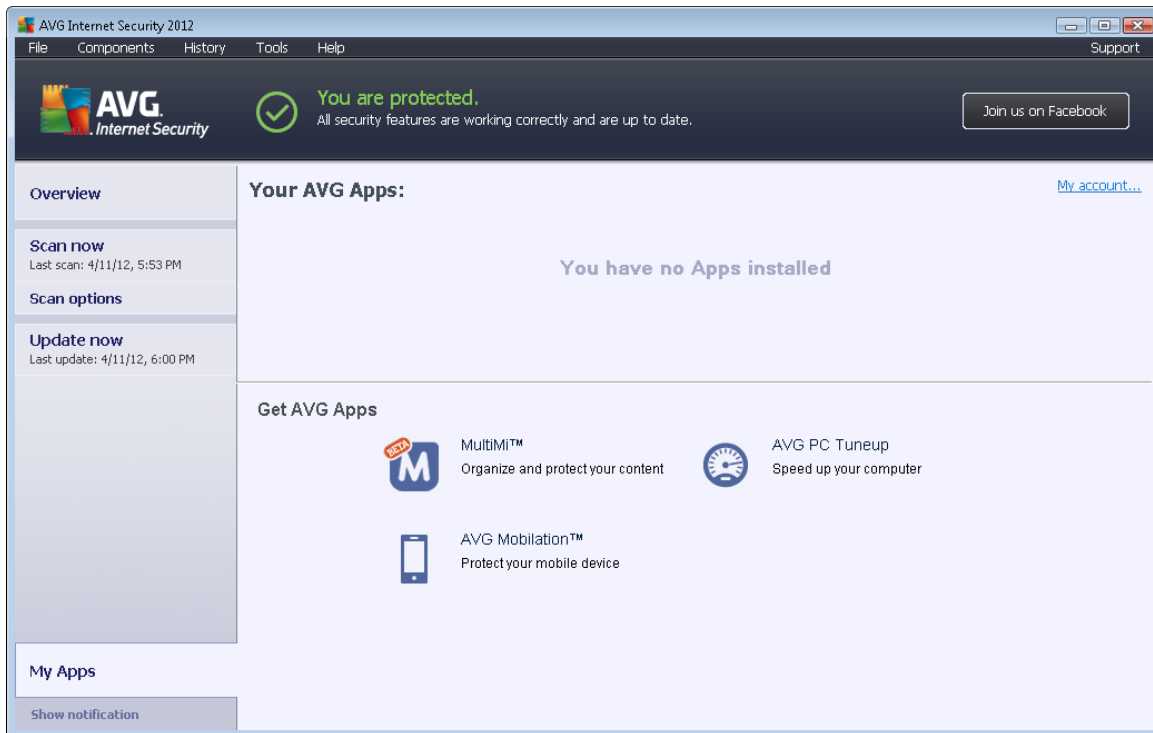 AVG Internet Security 2012
File Components History Tools Help Support
AVG.
Internet Security
You are protected.
All security features are working correctly and are up to date.
Join us on Facebook
Overview
Scan now
Last scan: 4/11/12, 5:53 PM
Scan options
Update now
Last update: 4/11/12, 6:00 PM
My Apps
Show notification
Your AVG Apps:
My account...
You have no Apps installed
Get AVG Apps
BETA
M
MultiMi™
Organize and protect your content
AVG PC Tuneup
Speed up your computer
AVG Mobilation™
Protect your mobile device